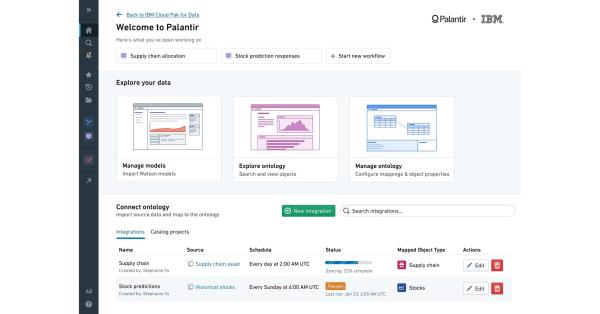 Back to IBM Cloud Pak for Data
Palantir • IBM
Welcome to Palantir
Here's what you've been working on
Supply chain allocation
Stock prediction responses
+ Start new workflow
Explore your data
Manage models
Import Watson models
Explore ontology
Search and view objects
Manage ontology
Configure mappings & object properties
Connect ontology
Import source data and map to the ontology
New integration
Search integrations...
Integrations Catalog projects
Name Source Schedule Status Mapped Object Type Actions
Supply chain
Created by: Stephanie Yu
Supply chain asset
Every day at 2:00 AM UTC
Syncing: 23% complete
Supply chain
Edit
Stock predictions
Created by: Stephanie Yu
Historical stocks
Every Sunday at 6:00 AM UTC
Paused
Last ran: Jan 23, 2:00 AM UTC
Stocks
Edit
AB